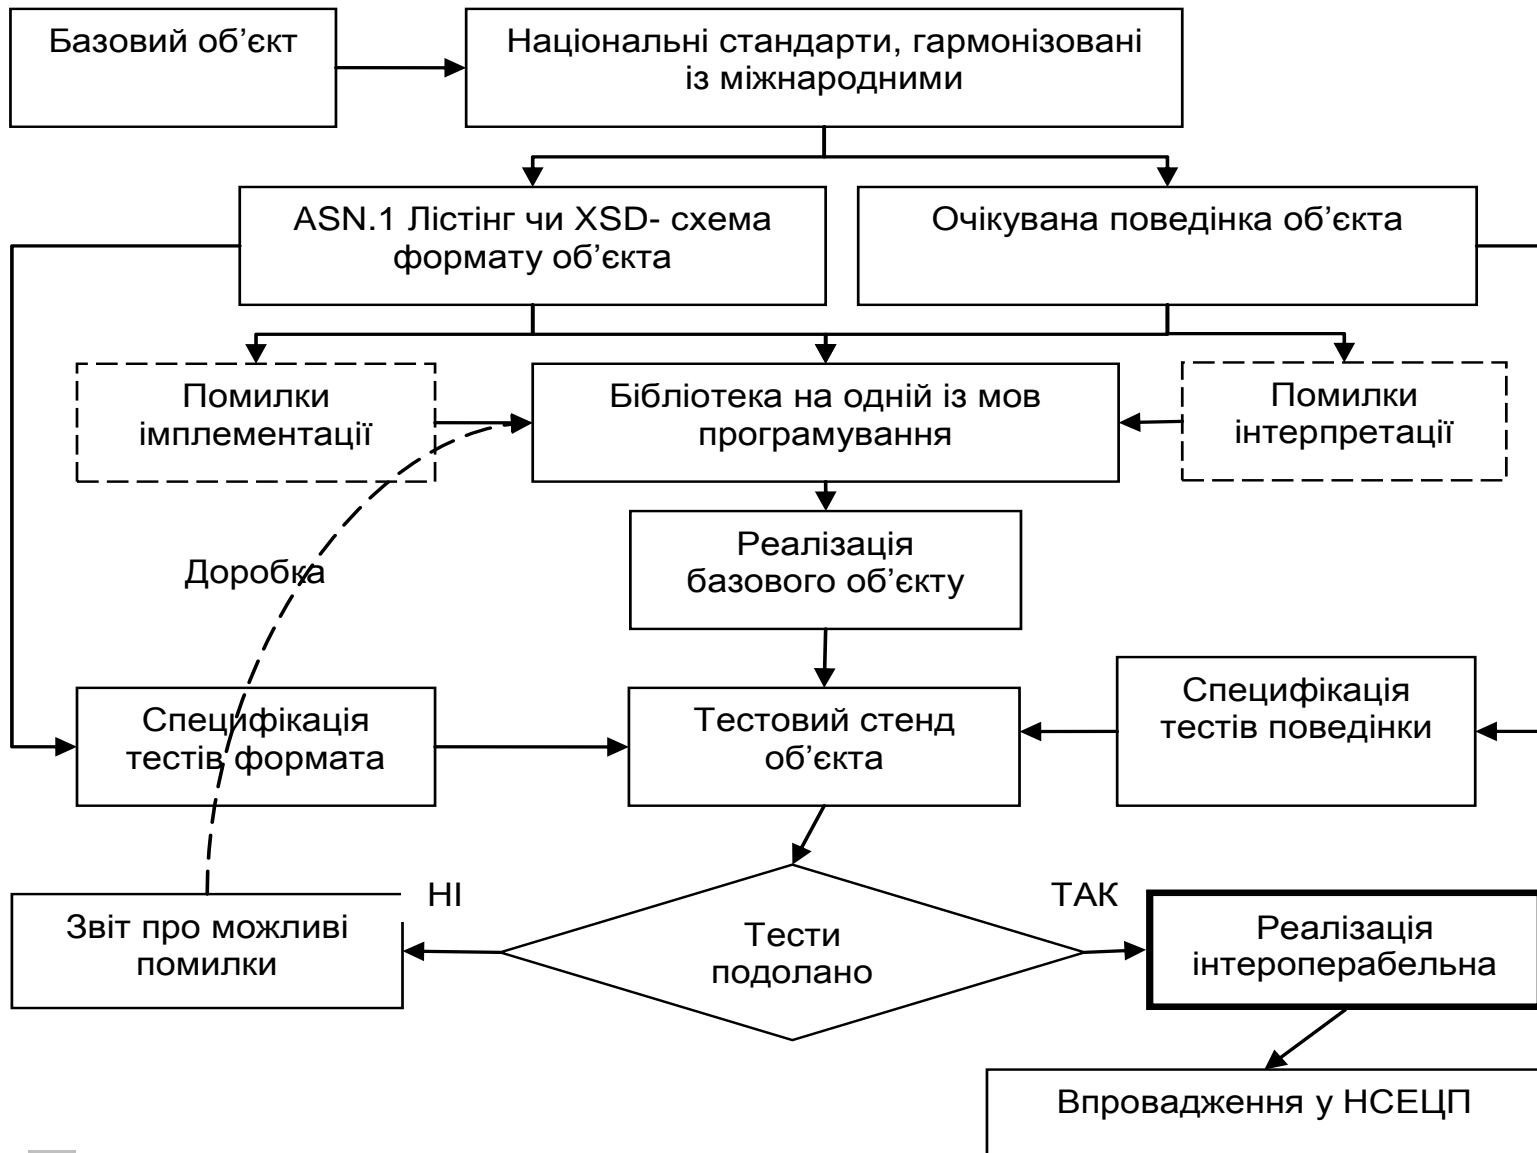 Базовий об’єкт
Національні стандарти, гармонізовані
із міжнародними
ASN.1 Лістінг чи XSD- схема
формату об’єкта
Очікувана поведінка об’єкта
Помилки
імплементації
Бібліотека на одній із мов
програмування
Помилки
інтерпретації
Реалізація
базового об’єкту
Доробка
Специфікація
тестів формата
Тестовий стенд
об’єкта
Специфікація
тестів поведінки
НІ
ТАК
Звіт про можливі
помилки
Тести
подолано
Реалізація
інтероперабельна
Впровадження у НСЕЦП